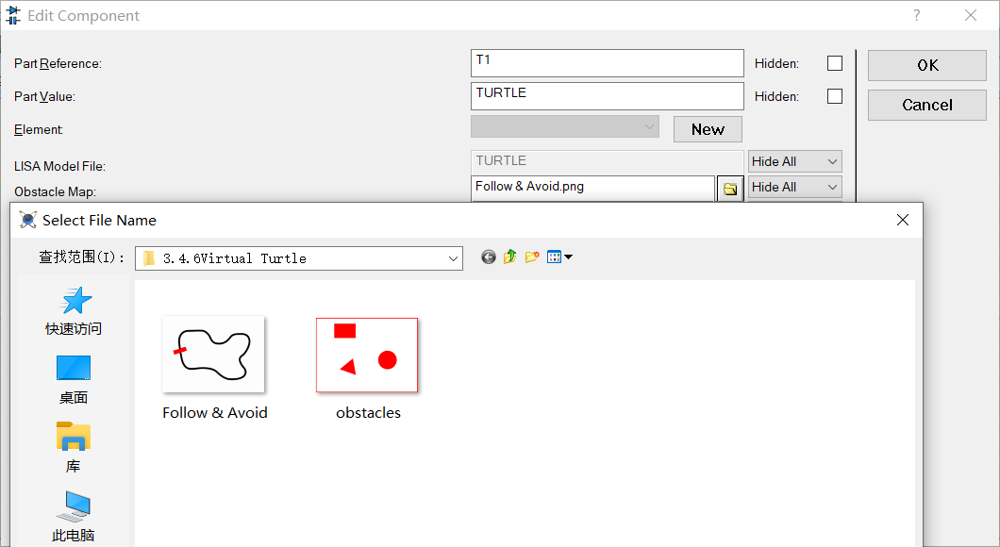 Edit Component
?
Part Reference:
T1
Hidden:
OK
Part Value:
TURTLE
Hidden:
Cancel
Element:
New
LISA Model File:
TURTLE
Hide All
Obstacle Map:
Follow & Avoid.png
Hide All
Select File Name
查找范围(I):
3.4.6Virtual Turtle
快速访问
桌面
库
此电脑
Follow & Avoid
obstacles